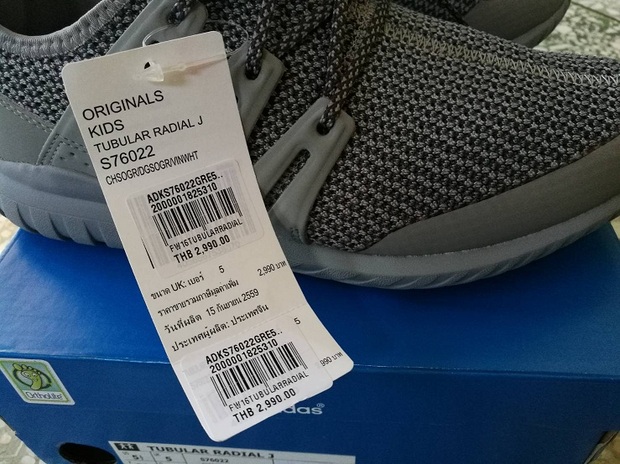 ORIGINALS
KIDS
TUBULAR RADIAL J
S76022
CHSOGR/DGSOGR/VINWHT
ADKS76022GRE5..
2000001825310
FW16TUBULARRADIAL
THB 2,990.00
ขนาด UK: เบอร์ 5
ราคาขายรวมภาษีมูลค่าเพิ่ม 2,990 บาท
วันที่ผลิต 15 กันยายน 2559
ประเทศผู้ผลิต: ประเทศจีน
5
ADKS76022GRE5..
2000001825310
990 บาท
FW16TUBULARRADIAL
THB 2,990.00
OrthoLite
das
TUBULAR RADIAL J
5
S76022